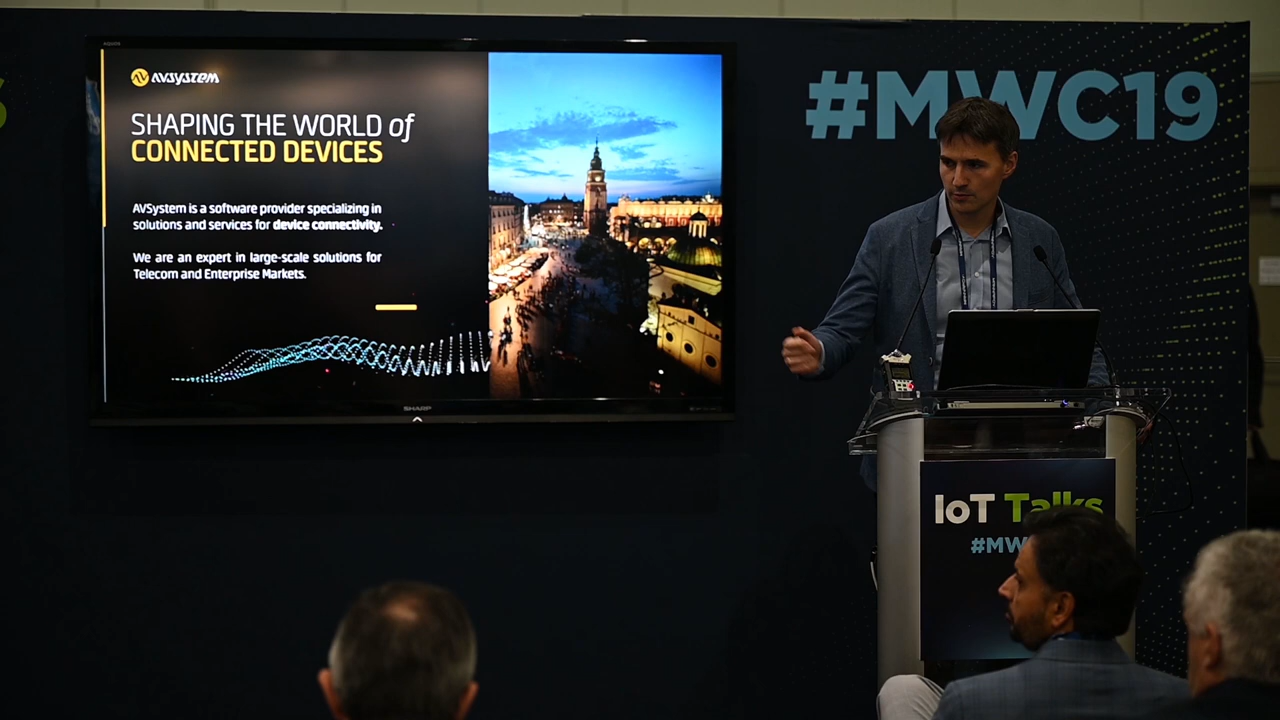 AVSYSTEM
SHAPING THE WORLD of
CONNECTED DEVICES
AVSystem is a software provider specializing in
solutions and services for device connectivity.
We are an expert in large-scale solutions for
Telecom and Enterprise Markets.
SHARP
#MWC19
IoT Talks
#MW